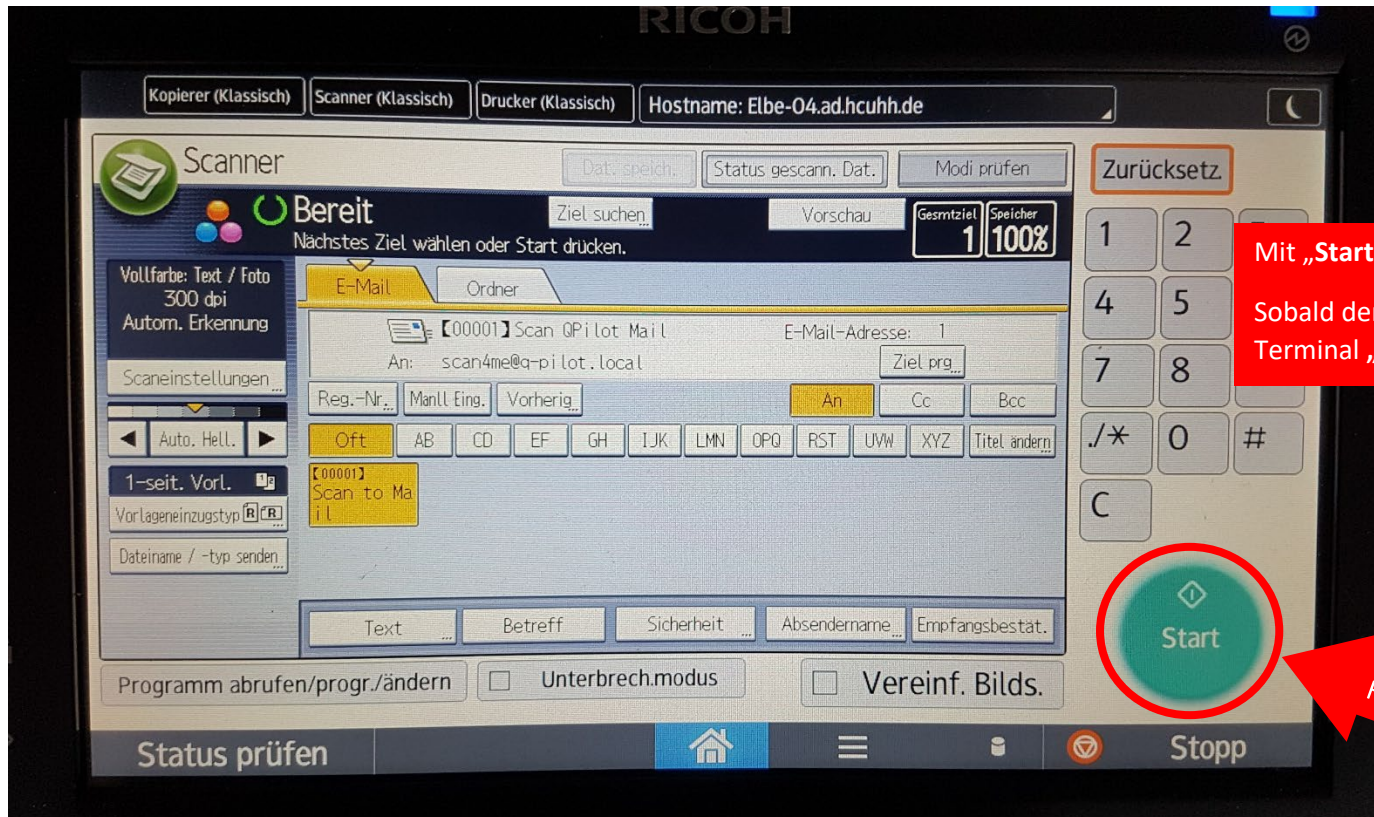 RICOH
Kopierer (Klassisch) Scanner (Klassisch) Drucker (Klassisch) Hostname: Elbe-04.ad.hcuhh.de
Scanner Dat. speich. Status gescann. Dat. Modi prüfen Zurücksetz.
Bereit Ziel suchen Vorschau Gesmtziel Speicher
Nächstes Ziel wählen oder Start drücken. 1 100%
1 2
Mit „Start
Vollfarbe: Text / Foto
300 dpi
Autom. Erkennung
E-Mail Ordner
4 5
Sobald der
Terminal „
【00001】Scan QPilot Mail E-Mail-Adresse: 1
An: scan4me@q-pilot.local Ziel prg.
Scaneinstellungen
7 8
Reg.-Nr. Manll Eing. Vorherig. An Cc Bcc
Auto. Hell.
Oft AB CD EF GH IJK LMN OPQ RST UVW XYZ Titel ändern
./* 0 #
1-seit. Vorl.
【00001】
Scan to Ma
il
Vorlageneinzugstyp R R
C
Dateiname / -typ senden
Text Betreff Sicherheit Absendername Empfangsbestät.
Start
Programm abrufen/progr./ändern Unterbrech.modus Vereinf. Bilds.
A
Status prüfen Stopp